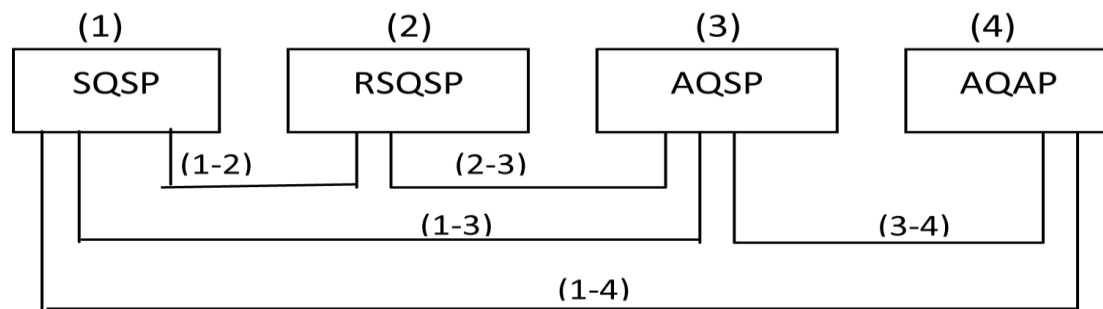 (1) (2) (3) (4)
SQSP RSQSP AQSP AQAP
(1-2) (2-3)
(1-3) (3-4)
(1-4)